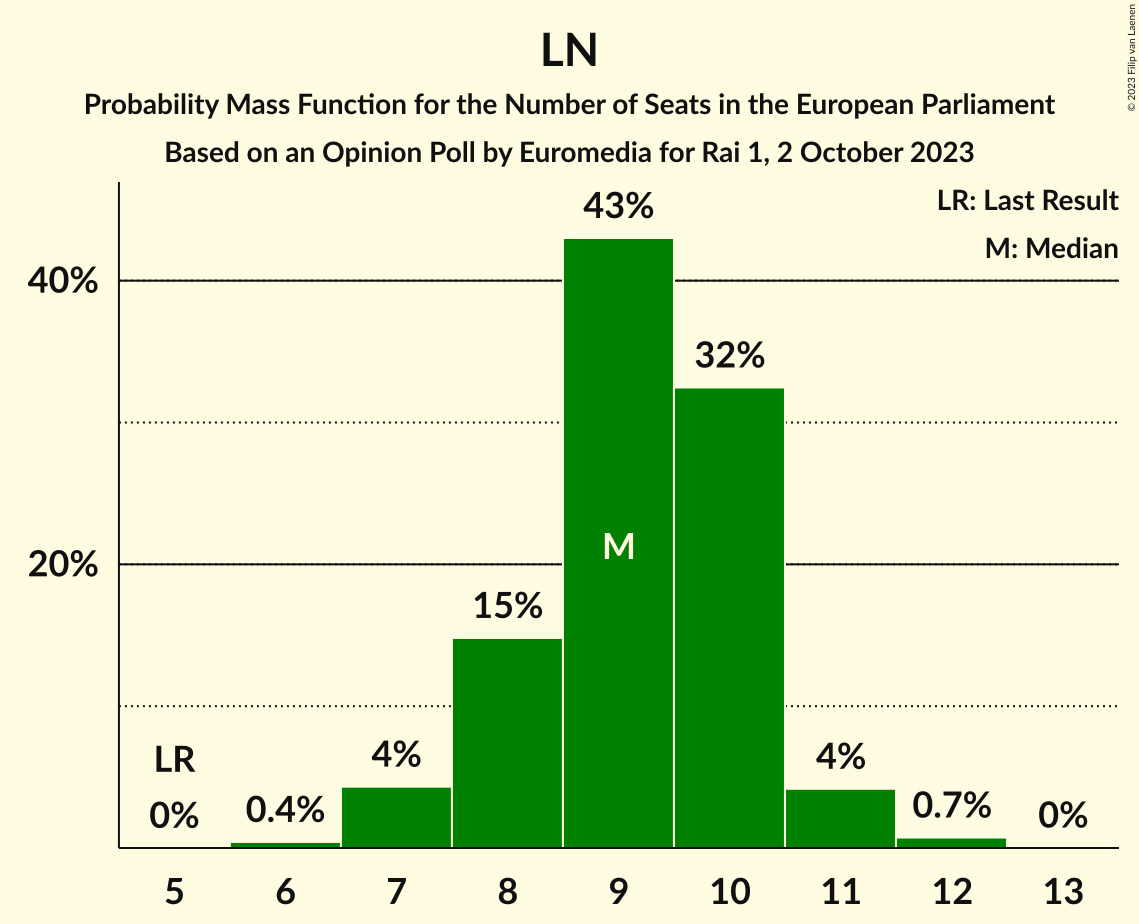 LN
Probability Mass Function for the Number of Seats in the European Parliament
Based on an Opinion Poll by Euromedia for Rai 1, 2 October 2023
© 2023 Filip van Laenen
LR: Last Result
M: Median
43%
40%
32%
M
20%
15%
LR
4%
4%
0%
0.4%
0.7%
0%
5 6 7 8 9 10 11 12 13